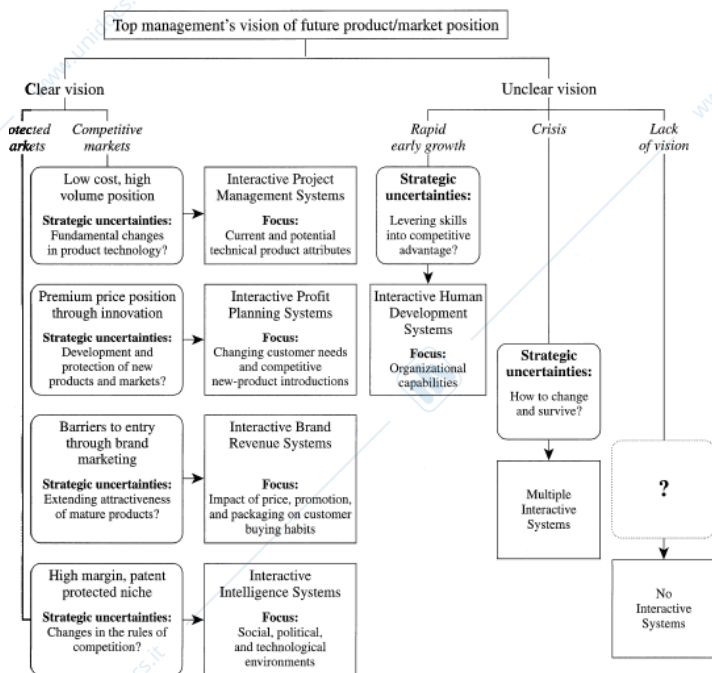 Top management's vision of future product/market position
Clear vision
Unclear vision
otected
arkets
Competitive
markets
Rapid
early growth
Crisis
Lack
of vision
Low cost, high
volume position
Strategic uncertainties:
Fundamental changes
in product technology?
Interactive Project
Management Systems
Focus:
Current and potential
technical product attributes
Strategic
uncertainties:
Levering skills
into competitive
advantage?
Premium price position
through innovation
Strategic uncertainties:
Development and
protection of new
products and markets?
Interactive Profit
Planning Systems
Focus:
Changing customer needs
and competitive
new-product introductions
Interactive Human
Development
Systems
Focus:
Organizational
capabilities
Strategic
uncertainties:
How to change
and survive?
Barriers to entry
through brand
marketing
Strategic uncertainties:
Extending attractiveness
of mature products?
Interactive Brand
Revenue Systems
Focus:
Impact of price, promotion,
and packaging on customer
buying habits
Multiple
Interactive
Systems
?
High margin, patent
protected niche
Strategic uncertainties:
Changes in the rules of
competition?
Interactive
Intelligence Systems
Focus:
Social, political,
and technological
environments
No
Interactive
Systems